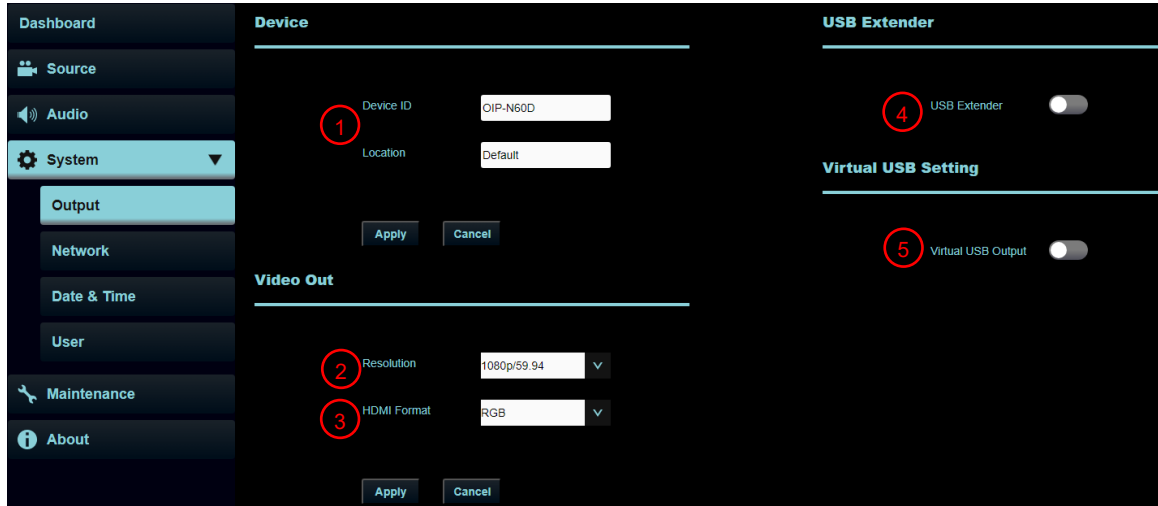 Dashboard
Source
Audio
System
Output
Network
Date & Time
User
Maintenance
About
Device
1
Device ID
OIP-N60D
Location
Default
Apply
Cancel
Video Out
2
Resolution
1080p/59.94
3
HDMI Format
RGB
Apply
Cancel
USB Extender
4
USB Extender
Virtual USB Setting
5
Virtual USB Output